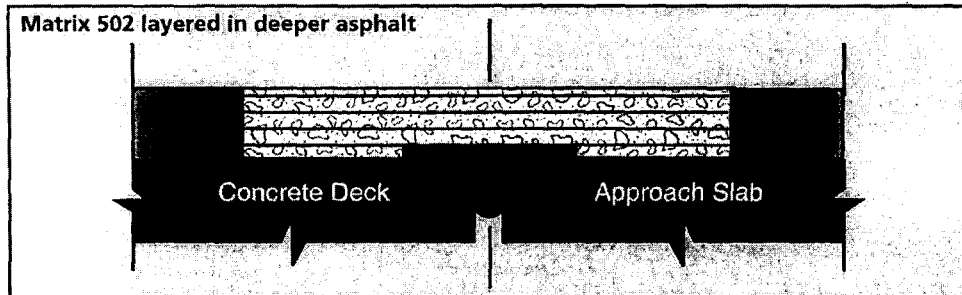 Matrix 502 layered in deeper asphalt
Concrete Deck Approach Slab